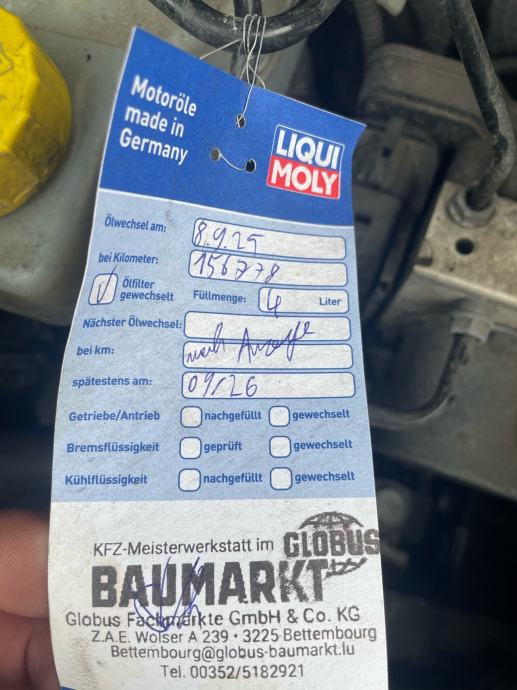 Motoröle
made in
Germany
LIQUI
MOLY
Ölwechsel am: 8.9.25
bei Kilometer: 156778
Ölfilter
gewechselt
Füllmenge: 4 Liter
Nächster Ölwechsel:
bei km: nach Anzeige
spätestens am: 09/26
Getriebe/Antrieb nachgefüllt gewechselt
Bremsflüssigkeit geprüft gewechselt
Kühlflüssigkeit nachgefüllt gewechselt
KFZ-Meisterwerkstatt im GLOBUS
BAUMARKT
Globus Fachmärkte GmbH & Co. KG
Z.A.E. Wolser A 239 • 3225 Bettembourg
Bettembourg@globus-baumarkt.lu
Tel. 00352/5182921